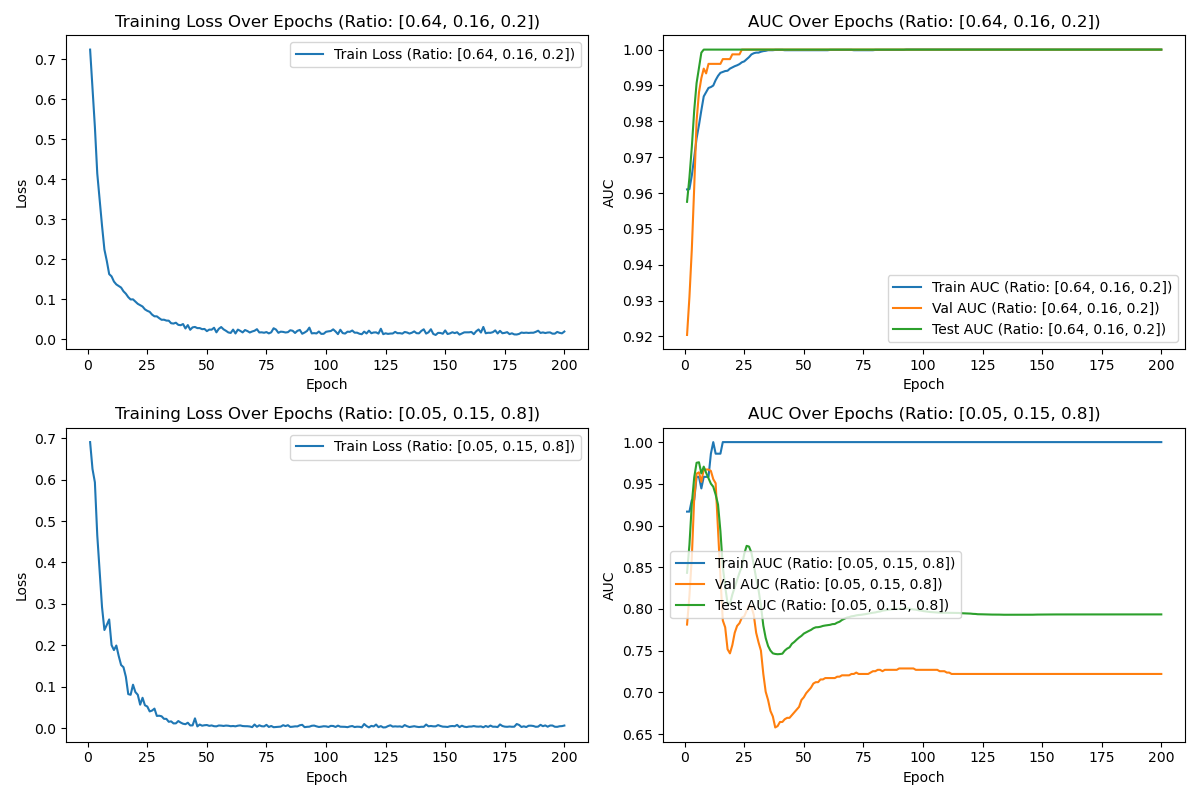 Training Loss Over Epochs (Ratio: [0.64, 0.16, 0.2])
Train Loss (Ratio: [0.64, 0.16, 0.2])
0.7
0.6
0.5
0.4
0.3
0.2
0.1
0.0
Loss
0 25 50 75 100 125 150 175 200
Epoch
AUC Over Epochs (Ratio: [0.64, 0.16, 0.2])
1.00
0.99
0.98
0.97
0.96
0.95
0.94
0.93
0.92
AUC
Train AUC (Ratio: [0.64, 0.16, 0.2])
Val AUC (Ratio: [0.64, 0.16, 0.2])
Test AUC (Ratio: [0.64, 0.16, 0.2])
0 25 50 75 100 125 150 175 200
Epoch
Training Loss Over Epochs (Ratio: [0.05, 0.15, 0.8])
Train Loss (Ratio: [0.05, 0.15, 0.8])
0.7
0.6
0.5
0.4
0.3
0.2
0.1
0.0
Loss
0 25 50 75 100 125 150 175 200
Epoch
AUC Over Epochs (Ratio: [0.05, 0.15, 0.8])
1.00
0.95
0.90
0.85
0.80
0.75
0.70
0.65
AUC
Train AUC (Ratio: [0.05, 0.15, 0.8])
Val AUC (Ratio: [0.05, 0.15, 0.8])
Test AUC (Ratio: [0.05, 0.15, 0.8])
0 25 50 75 100 125 150 175 200
Epoch